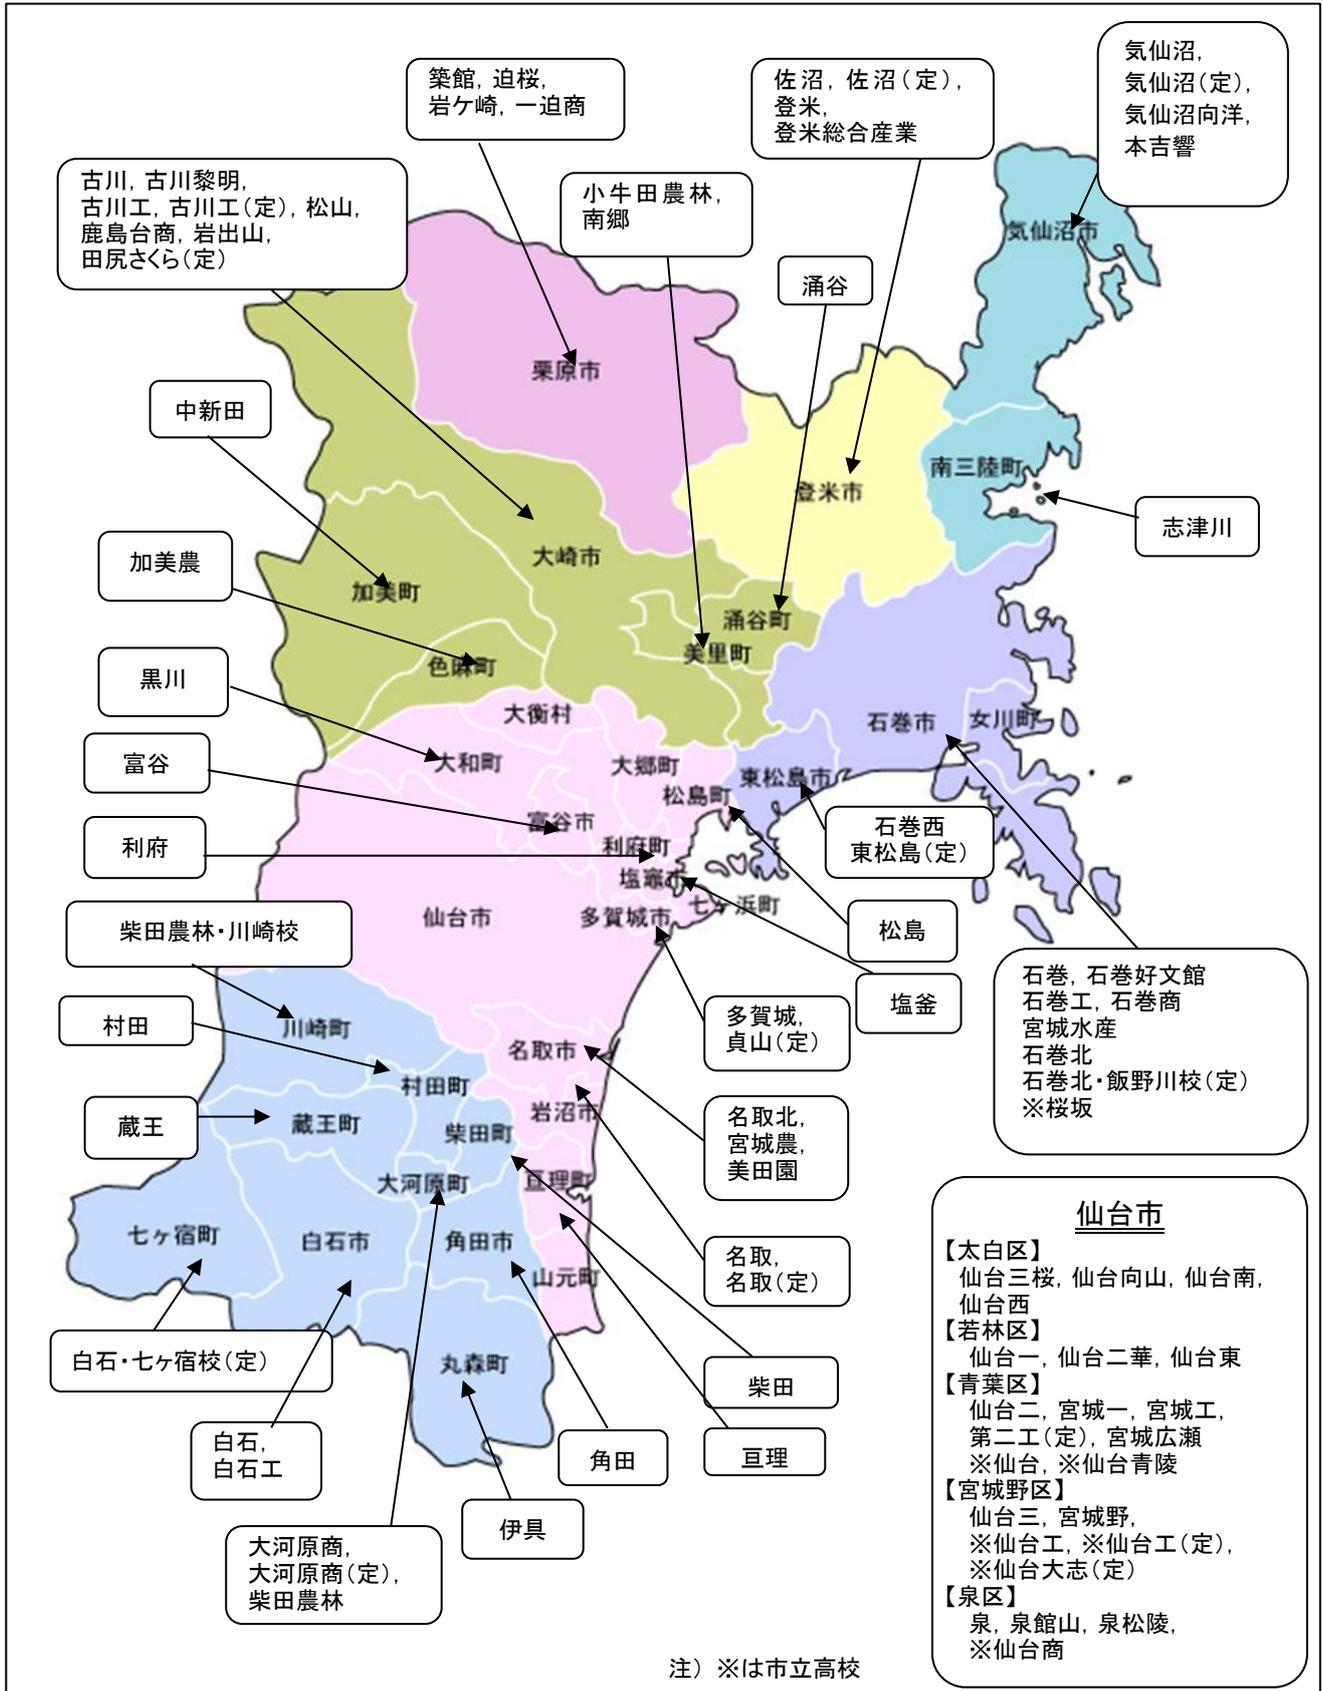 気仙沼,
気仙沼(定),
気仙沼向洋,
本吉響
築館, 迫桜,
岩ケ崎, 一迫商
佐沼, 佐沼(定),
登米,
登米総合産業
古川, 古川黎明,
古川工, 古川工(定), 松山,
鹿島台商, 岩出山,
田尻さくら(定)
小牛田農林,
南郷
涌谷
気仙沼市
栗原市
中新田
南三陸町
登米市
志津川
加美農
大崎市
加美町
涌谷町
美里町
色麻町
黒川
大衡村
石巻市
女川町
富谷
大和町
大郷町
東松島市
松島町
富谷市
石巻西
東松島(定)
利府
利府町
塩竈市
七ヶ浜町
仙台市
多賀城市
柴田農林・川崎校
松島
塩釜
石巻, 石巻好文館
石巻工, 石巻商
宮城水産
石巻北
石巻北・飯野川校(定)
※桜坂
村田
川崎町
多賀城,
貞山(定)
名取市
村田町
蔵王
蔵王町
岩沼市
柴田町
名取北,
宮城農,
美田園
大河原町
亘理町
七ヶ宿町
白石市
角田市
山元町
名取,
名取(定)
白石・七ヶ宿校(定)
丸森町
柴田
白石,
白石工
角田
亘理
伊具
大河原商,
大河原商(定),
柴田農林
仙台市
【太白区】
仙台三桜, 仙台向山, 仙台南,
仙台西
【若林区】
仙台一, 仙台二華, 仙台東
【青葉区】
仙台二, 宮城一, 宮城工,
第二工(定), 宮城広瀬
※仙台, ※仙台青陵
【宮城野区】
仙台三, 宮城野,
※仙台工, ※仙台工(定),
※仙台大志(定)
【泉区】
泉, 泉館山, 泉松陵,
※仙台商
注) ※は市立高校